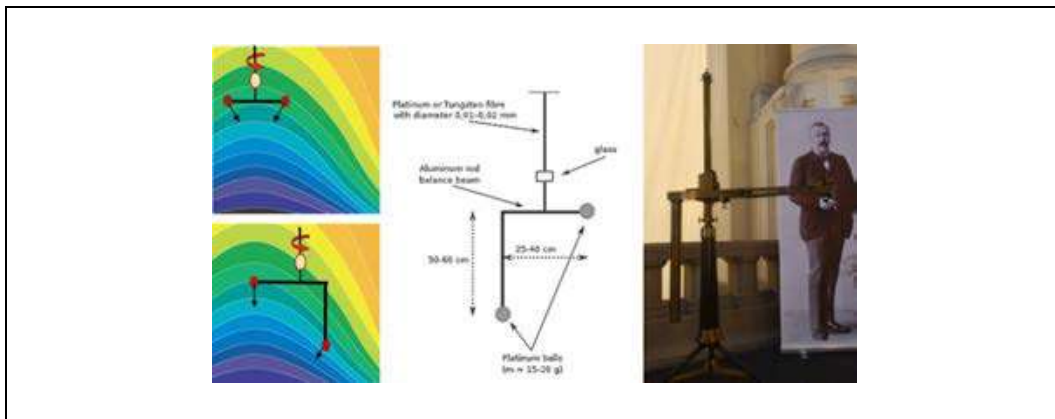 Platinum or Tungsten fibre
with diameter 0,01-0,02 mm
glass
Aluminum rod
balance beam
25-40 cm
50-60 cm
Platinum balls
(m ≈ 15-20 g)